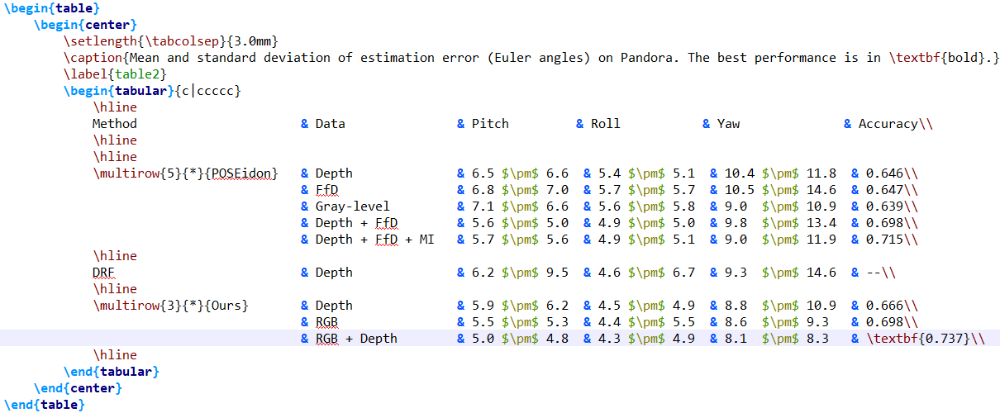 \begin{table}
\begin{center}
\setlength{\tabcolsep}{3.0mm}
\caption{Mean and standard deviation of estimation error (Euler angles) on Pandora. The best performance is in \textbf{bold}.}
\label{table2}
\begin{tabular}{c|ccccc}
\hline
Method & Data & Pitch & Roll & Yaw & Accuracy\\
\hline
\hline
\multirow{5}{*}{POSEidon} & Depth & 6.5 $\pm$ 6.6 & 5.4 $\pm$ 5.1 & 10.4 $\pm$ 11.8 & 0.646\\
& FfD & 6.8 $\pm$ 7.0 & 5.7 $\pm$ 5.7 & 10.5 $\pm$ 14.6 & 0.647\\
& Gray-level & 7.1 $\pm$ 6.6 & 5.6 $\pm$ 5.8 & 9.0 $\pm$ 10.9 & 0.639\\
& Depth + FfD & 5.6 $\pm$ 5.0 & 4.9 $\pm$ 5.0 & 9.8 $\pm$ 13.4 & 0.698\\
& Depth + FfD + MI & 5.7 $\pm$ 5.6 & 4.9 $\pm$ 5.1 & 9.0 $\pm$ 11.9 & 0.715\\
\hline
DRF & Depth & 6.2 $\pm$ 9.5 & 4.6 $\pm$ 6.7 & 9.3 $\pm$ 14.6 & --\\
\hline
\multirow{3}{*}{Ours} & Depth & 5.9 $\pm$ 6.2 & 4.5 $\pm$ 4.9 & 8.8 $\pm$ 10.9 & 0.666\\
& RGB & 5.5 $\pm$ 5.3 & 4.4 $\pm$ 5.5 & 8.6 $\pm$ 9.3 & 0.698\\
& RGB + Depth & 5.0 $\pm$ 4.8 & 4.3 $\pm$ 4.9 & 8.1 $\pm$ 8.3 & \textbf{0.737}\\
\hline
\end{tabular}
\end{center}
\end{table}